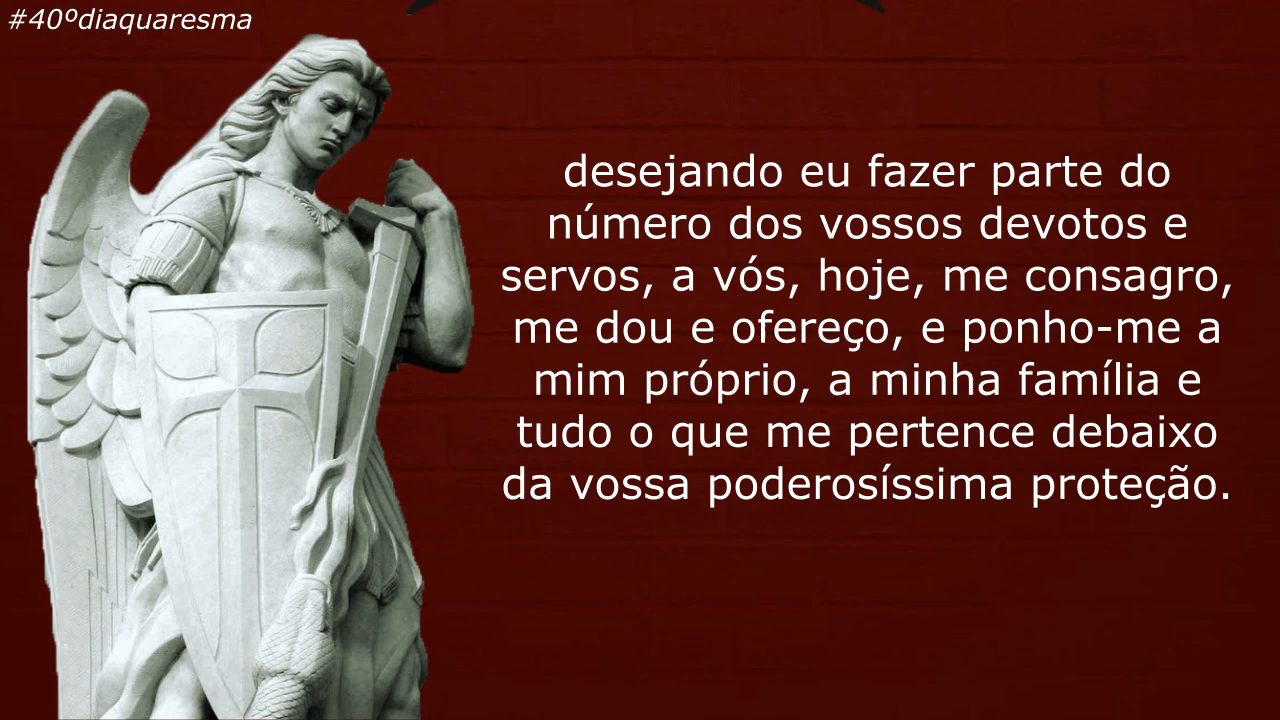 #40ºdiaquaresma
desejando eu fazer parte do
número dos vossos devotos e
servos, a vós, hoje, me consagro,
me dou e ofereço, e ponho-me a
mim próprio, a minha família e
tudo o que me pertence debaixo
da vossa poderosíssima proteção.